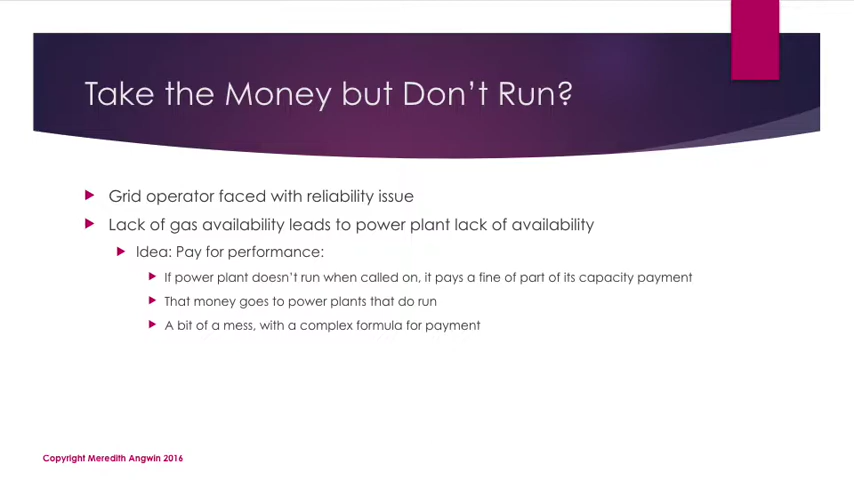 Take the Money but Don’t Run?
Grid operator faced with reliability issue
Lack of gas availability leads to power plant lack of availability
Idea: Pay for performance:
If power plant doesn’t run when called on, it pays a fine of part of its capacity payment
That money goes to power plants that do run
A bit of a mess, with a complex formula for payment
Copyright Meredith Angwin 2016